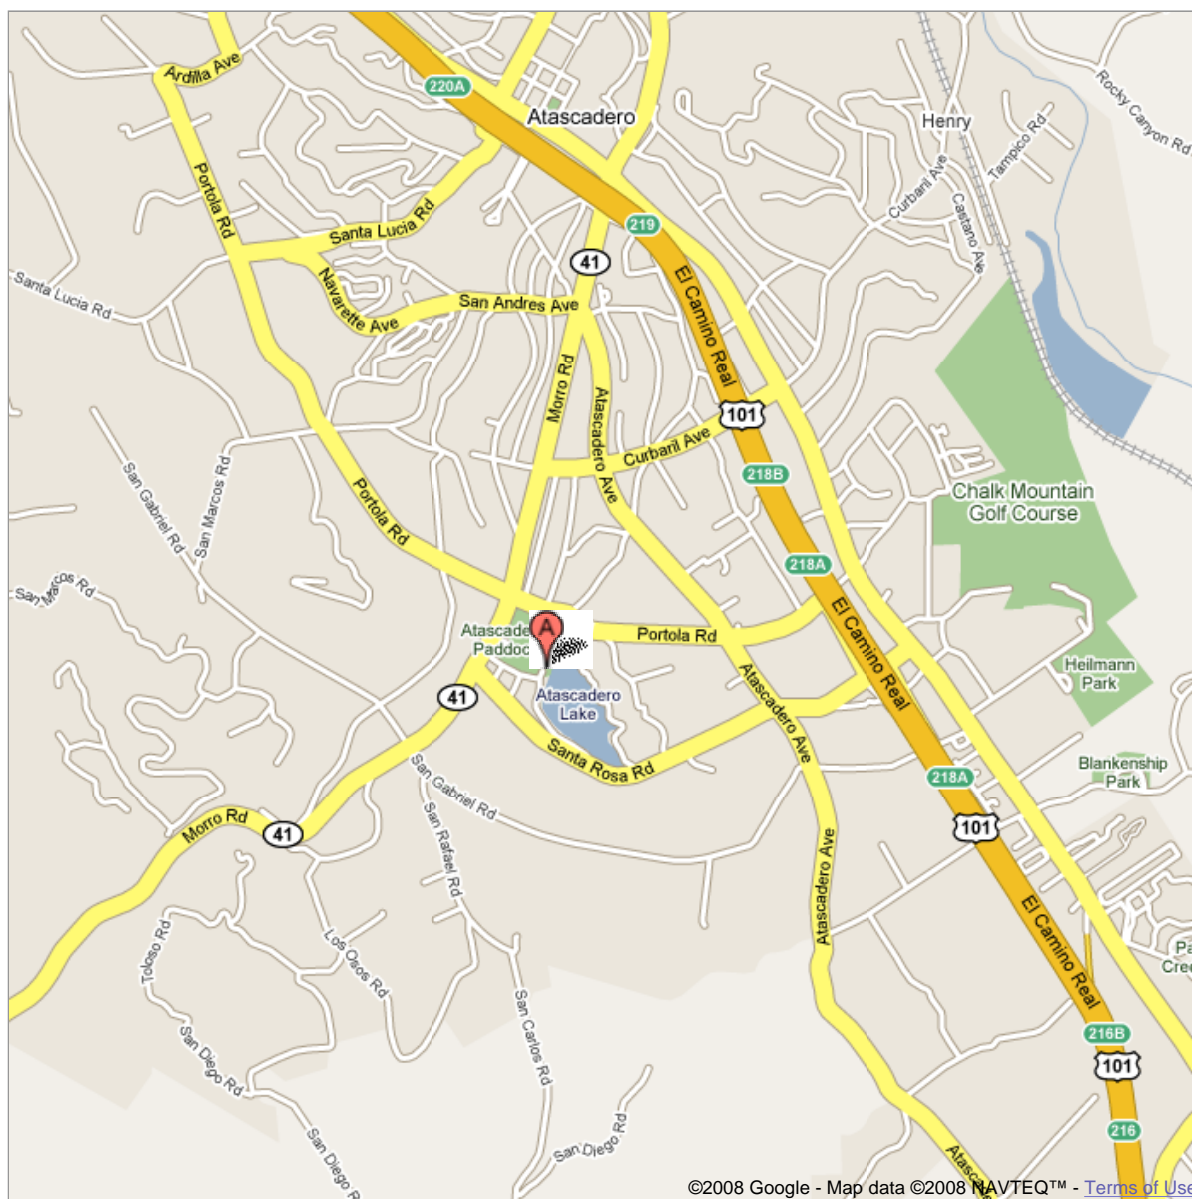 Ardilla Ave
220A
Atascadero
Henry
Rocky Canyon Rd
Tampico Rd
Curbaril Ave
Castano Ave
Portola Rd
Santa Lucia Rd
219
41
Santa Lucia Rd
Navarette Ave
San Andres Ave
El Camino Real
Morro Rd
Atascadero Ave
101
Curbaril Ave
218B
San Gabriel Rd
San Marcos Rd
Portola Rd
Chalk Mountain
Golf Course
218A
San Marcos Rd
El Camino Real
A
Portola Rd
Heilmann
Park
41
Atascadero
Lake
Atascadero Ave
Santa Rosa Rd
San Gabriel Rd
218A
Blankenship
Park
Morro Rd
41
San Rafael Rd
101
Atascadero Ave
El Camino Real
Toloso Rd
Los Osos Rd
San Carlos Rd
San Diego Rd
216B
101
San Diego Rd
San Diego Rd
216
©2008 Google - Map data ©2008 NAVTEQ™ - Terms of Use